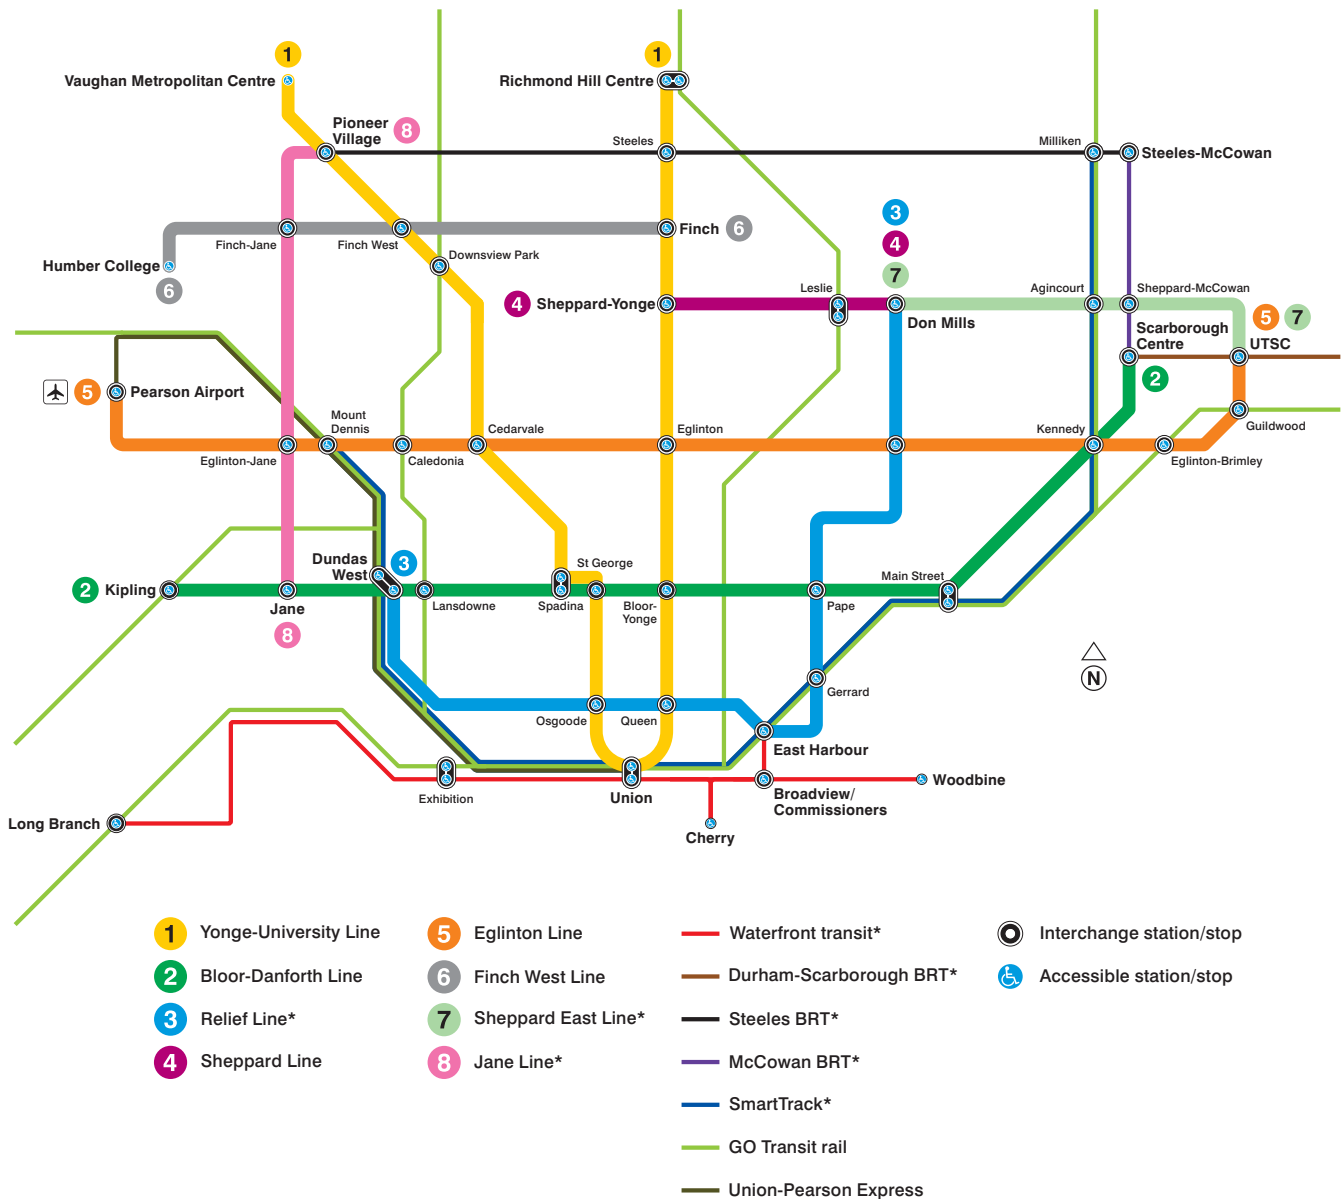 1
1
Vaughan Metropolitan Centre
Richmond Hill Centre
Pioneer
Village
8
Steeles
Milliken
Steeles-McCowan
3
Finch-Jane
Finch West
Finch
6
4
Humber College
Downsview Park
7
6
4
Sheppard-Yonge
Leslie
Don Mills
Agincourt
Sheppard-McCowan
5
7
Scarborough
Centre
UTSC
2
5
Pearson Airport
Mount
Dennis
Cedarvale
Eglinton
Kennedy
Guildwood
Eglinton-Jane
Caledonia
Eglinton-Brimley
Dundas
West
3
St George
Main Street
2
Kipling
Jane
8
Lansdowne
Spadina
Bloor-
Yonge
Pape
N
Gerrard
Osgoode
Queen
East Harbour
Exhibition
Union
Broadview/
Commissioners
Woodbine
Long Branch
Cherry
1
Yonge-University Line
2
Bloor-Danforth Line
3
Relief Line*
4
Sheppard Line
5
Eglinton Line
6
Finch West Line
7
Sheppard East Line*
8
Jane Line*
Waterfront transit*
Durham-Scarborough BRT*
Steeles BRT*
McCowan BRT*
SmartTrack*
GO Transit rail
Union-Pearson Express
Interchange station/stop
Accessible station/stop